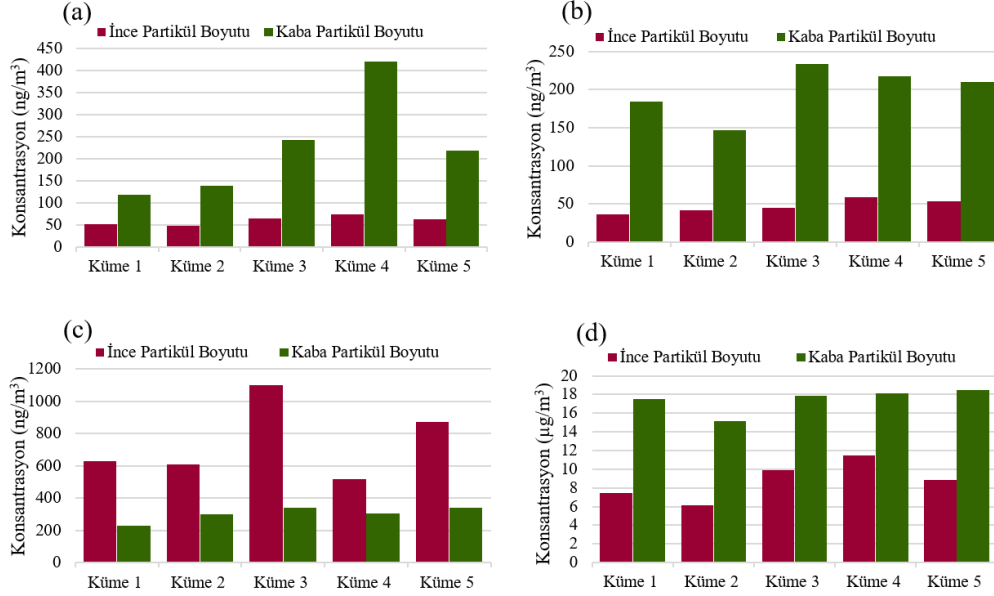 (a)
İnce Partikül Boyutu Kaba Partikül Boyutu
Konsantrasyon (ng/m³)
450
400
350
300
250
200
150
100
50
0
Küme 1 Küme 2 Küme 3 Küme 4 Küme 5
(b)
İnce Partikül Boyutu Kaba Partikül Boyutu
Konsantrasyon (ng/m³)
250
200
150
100
50
0
Küme 1 Küme 2 Küme 3 Küme 4 Küme 5
(c)
İnce Partikül Boyutu Kaba Partikül Boyutu
Konsantrasyon (ng/m³)
1200
1000
800
600
400
200
0
Küme 1 Küme 2 Küme 3 Küme 4 Küme 5
(d)
İnce Partikül Boyutu Kaba Partikül Boyutu
Konsantrasyon (µg/m³)
20
18
16
14
12
10
8
6
4
2
0
Küme 1 Küme 2 Küme 3 Küme 4 Küme 5